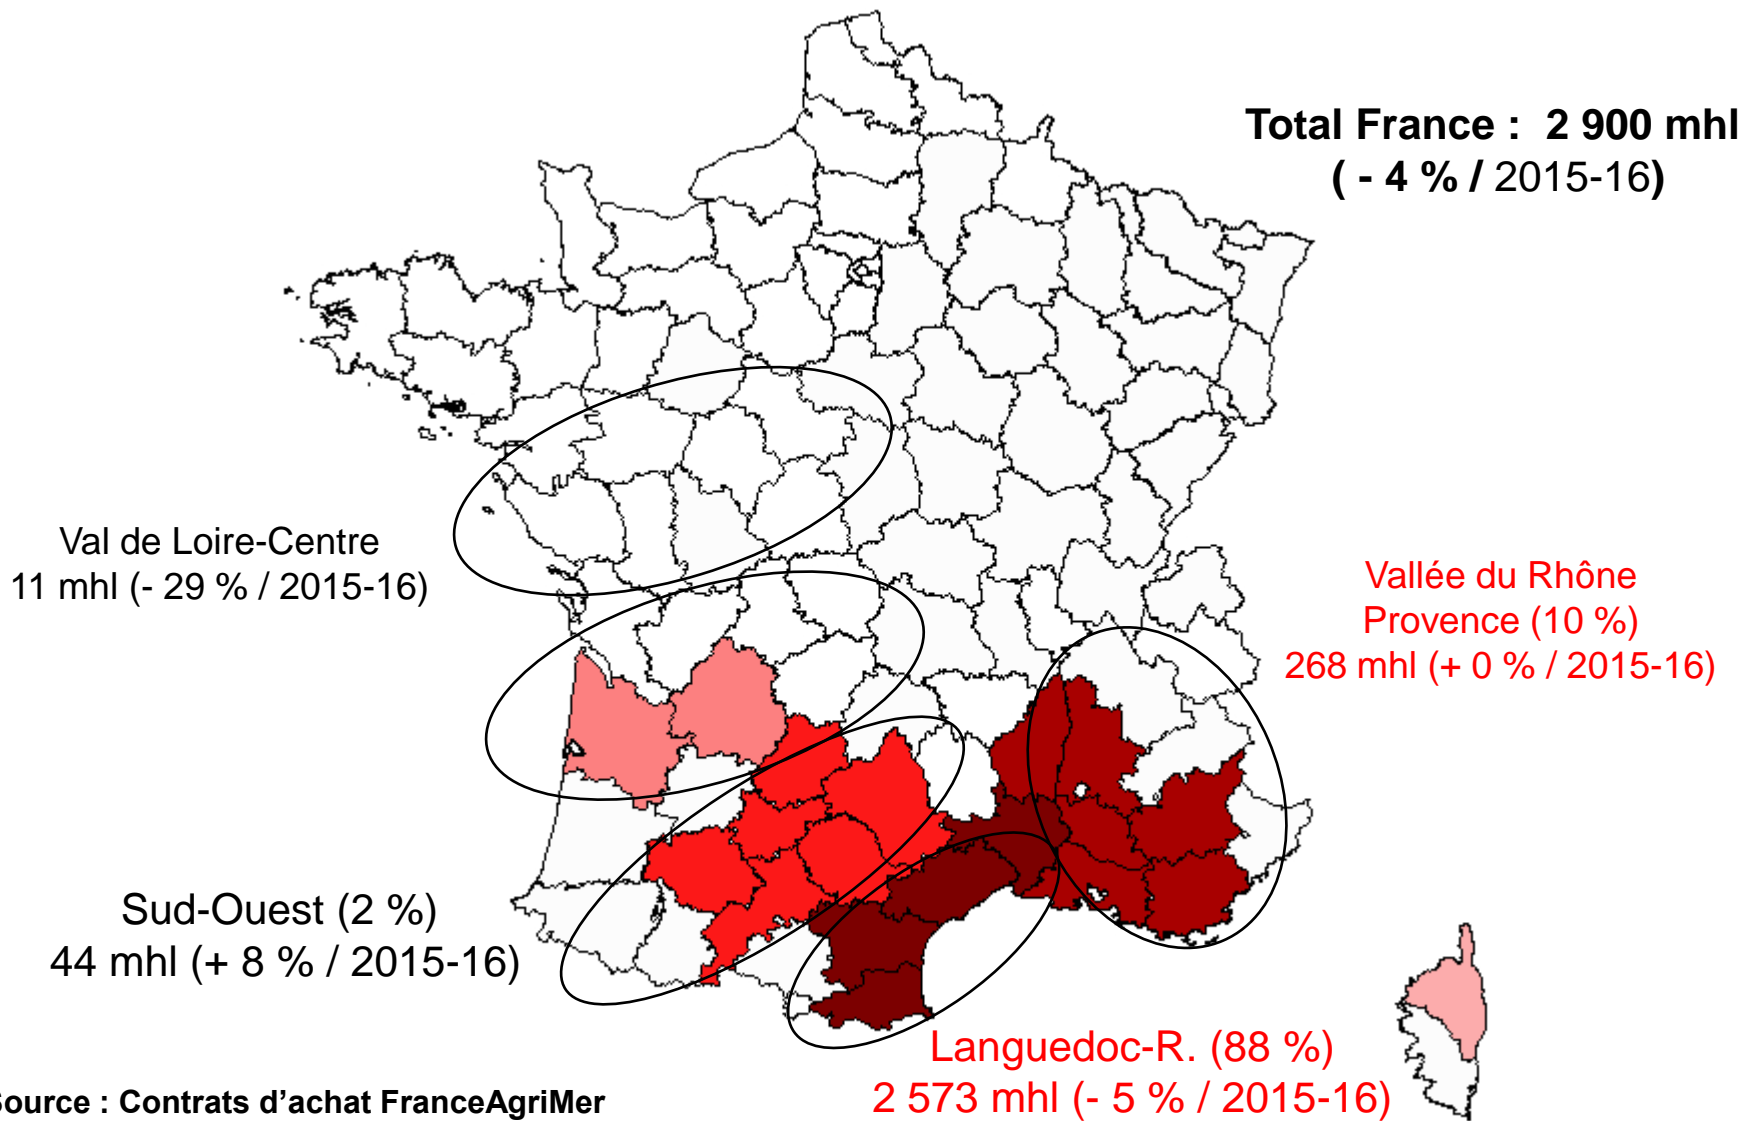 Total France : 2 900 mhl
( - 4 % / 2015-16)
Val de Loire-Centre
11 mhl (- 29 % / 2015-16)
Vallée du Rhône
Provence (10 %)
268 mhl (+ 0 % / 2015-16)
Sud-Ouest (2 %)
44 mhl (+ 8 % / 2015-16)
Languedoc-R. (88 %)
2 573 mhl (- 5 % / 2015-16)
Source : Contrats d'achat FranceAgriMer